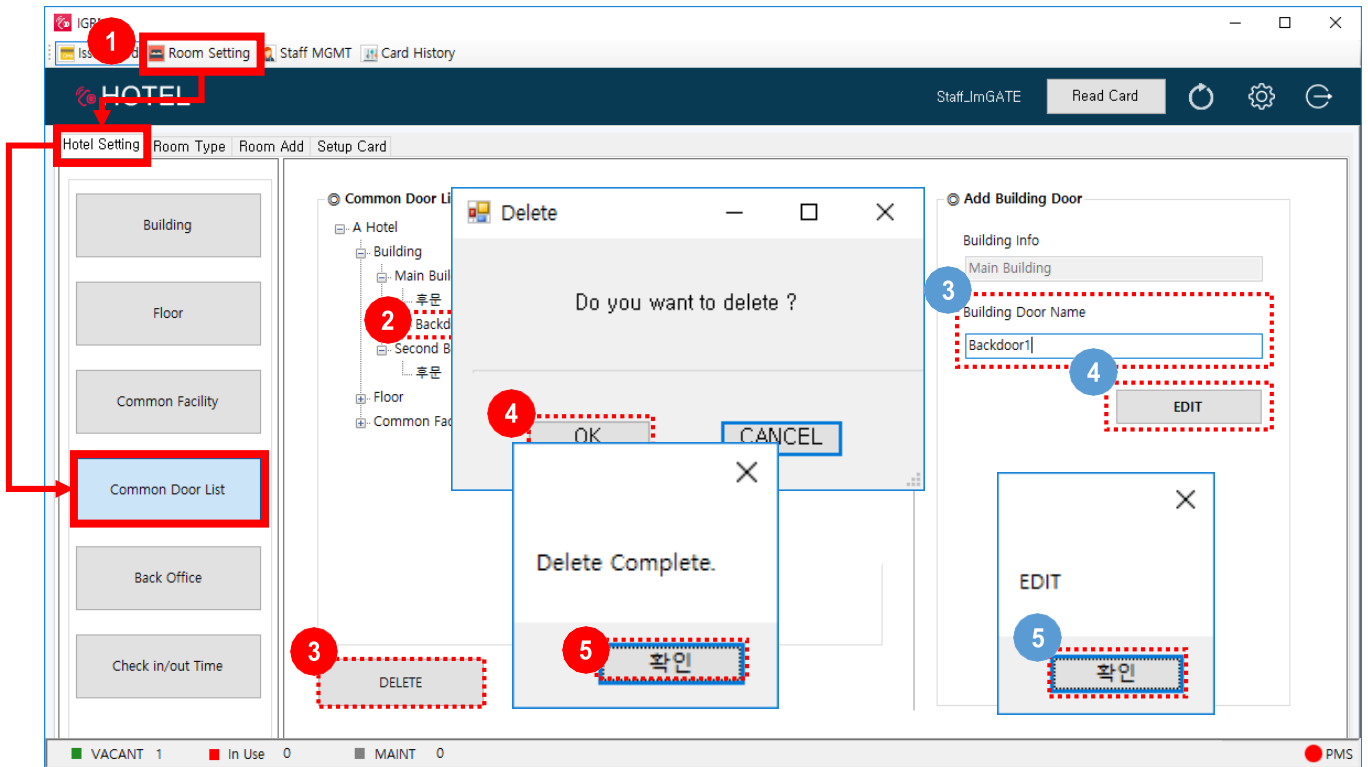 IGR
1
Iss
d
Room Setting
Staff MGMT
Card History
HOTEL
Staff_ImGATE
Read Card
Hotel Setting
Room Type
Room Add
Setup Card
Building
Floor
Common Facility
Common Door List
Back Office
Check in/out Time
Common Door Li
A Hotel
Building
Main Buil
후문
2
Backd
Second B
후문
Floor
Common Fac
3
DELETE
Delete
Do you want to delete ?
4
OK
CANCEL
Delete Complete.
5
확인
Add Building Door
Building Info
Main Building
3
Building Door Name
Backdoor1
4
EDIT
EDIT
5
확인
VACANT 1
In Use 0
MAINT 0
PMS